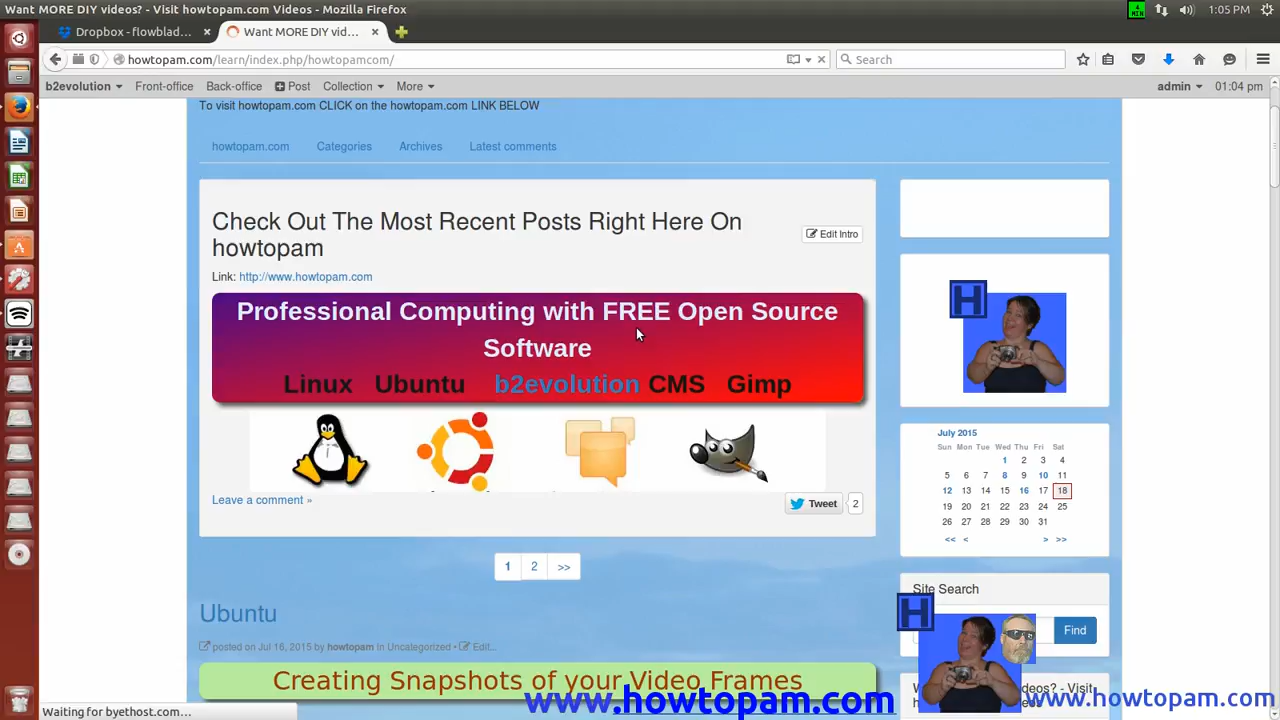 Want MORE DIY videos? - Visit howtopam.com Videos - Mozilla Firefox
4 MIN
1:05 PM
Dropbox - flowblad... ×
Want MORE DIY vid... ×
howtopam.com/learn/index.php/howtopamcom/
Search
b2evolution Front-office Back-office Post Collection More admin 01:04 pm
To visit howtopam.com CLICK on the howtopam.com LINK BELOW
howtopam.com Categories Archives Latest comments
Check Out The Most Recent Posts Right Here On
howtopam
Edit Intro
Link: http://www.howtopam.com
Professional Computing with FREE Open Source
Software
Linux Ubuntu b2evolution CMS Gimp
Leave a comment »
Tweet 2
1 2 >>
Ubuntu
posted on Jul 16, 2015 by howtopam in Uncategorized • Edit...
Creating Snapshots of your Video Frames
H
July 2015
Sun Mon Tue Wed Thu Fri Sat
1 2 3 4
5 6 7 8 9 10 11
12 13 14 15 16 17 18
19 20 21 22 23 24 25
26 27 28 29 30 31
<< < > >>
Site Search
Find
H
www.howtopam.com
www.howtopam.com
Waiting for byethost.com...